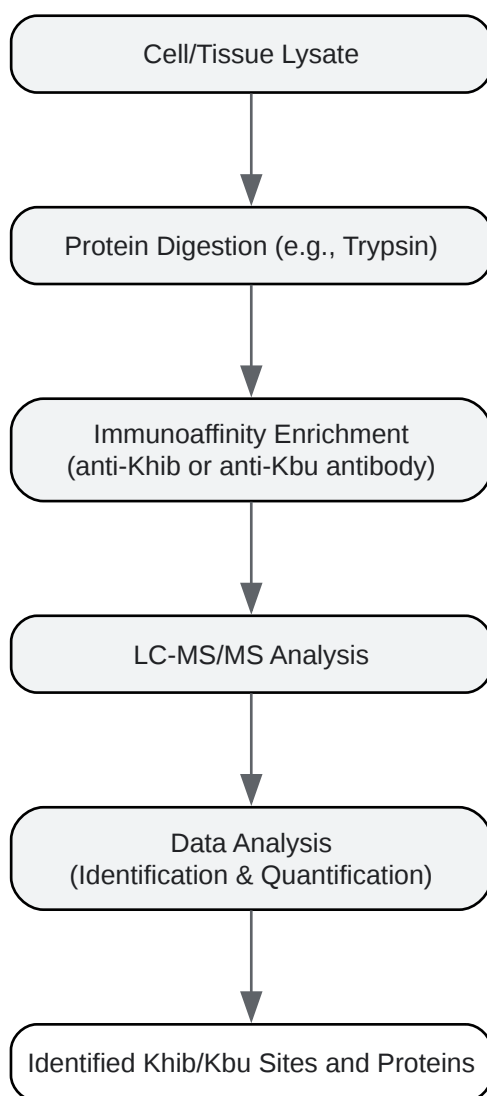 Cell/Tissue Lysate
Protein Digestion (e.g., Trypsin)
Immunoaffinity Enrichment
(anti-Khib or anti-Kbu antibody)
LC-MS/MS Analysis
Data Analysis
(Identification & Quantification)
Identified Khib/Kbu Sites and Proteins